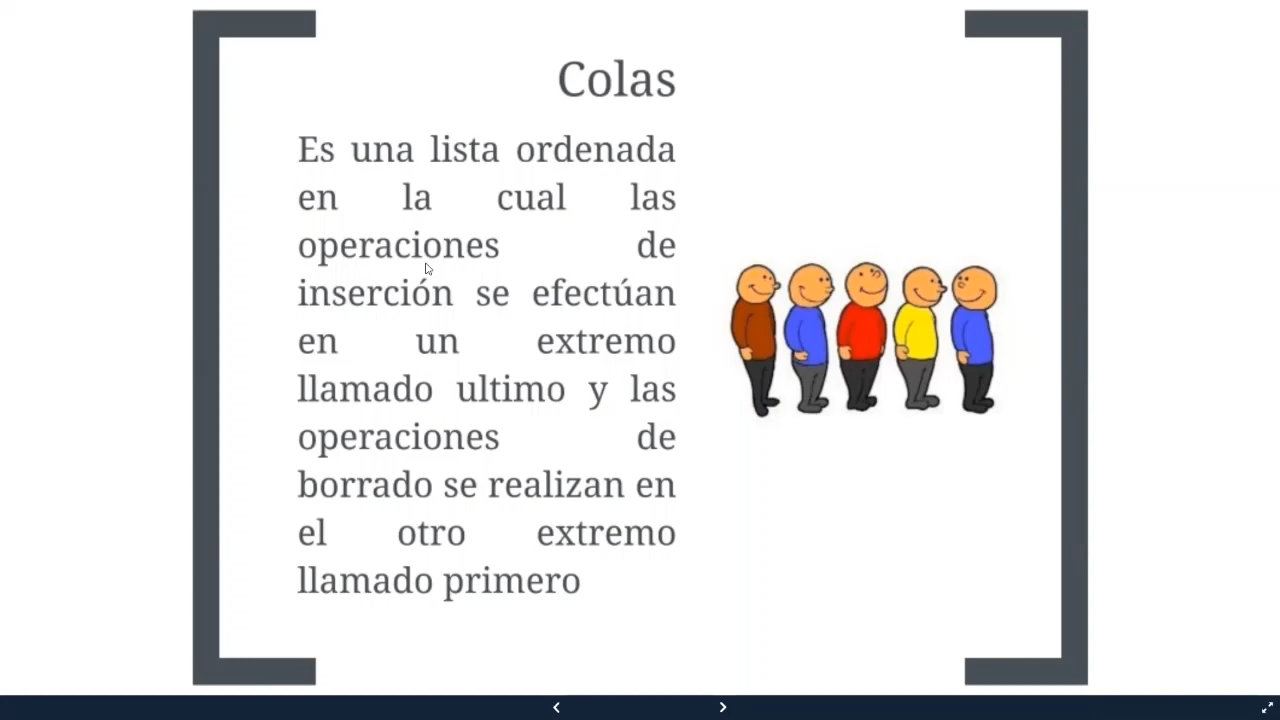 Colas
Es una lista ordenada
en la cual las
operaciones de
inserción se efectúan
en un extremo
llamado ultimo y las
operaciones de
borrado se realizan en
el otro extremo
llamado primero